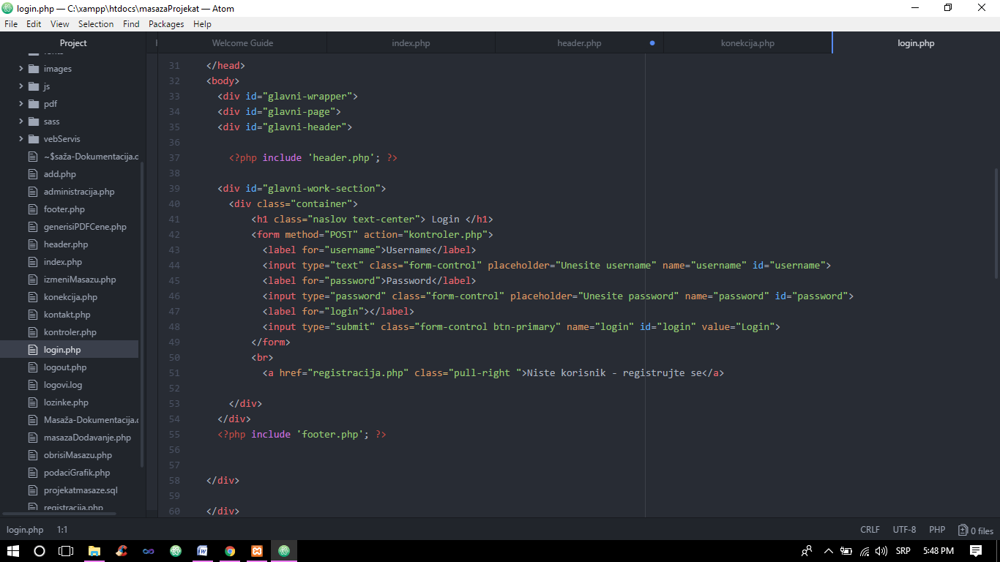 login.php — C:\xampp\htdocs\masazaProjekat — Atom
File Edit View Selection Find Packages Help
Project
Welcome Guide index.php header.php konekcija.php login.php
images
js
pdf
sass
vebServis
~$saža-Dokumentacija.d
add.php
administracija.php
footer.php
generisiPDFCene.php
header.php
index.php
izmeniMasazu.php
konekcija.php
kontakt.php
kontroler.php
login.php
logout.php
logovi.log
lozinke.php
Masaža-Dokumentacija.d
masazaDodavanje.php
obrisiMasazu.php
podaciGrafik.php
projekatmasaze.sql
registracija.php
31 </head>
32 <body>
33 <div id="glavni-wrapper">
34 <div id="glavni-page">
35 <div id="glavni-header">
36
37 <?php include 'header.php'; ?>
38
39 <div id="glavni-work-section">
40 <div class="container">
41 <h1 class="naslov text-center"> Login </h1>
42 <form method="POST" action="kontroler.php">
43 <label for="username">Username</label>
44 <input type="text" class="form-control" placeholder="Unesite username" name="username" id="username">
45 <label for="password">Password</label>
46 <input type="password" class="form-control" placeholder="Unesite password" name="password" id="password">
47 <label for="login"></label>
48 <input type="submit" class="form-control btn-primary" name="login" id="login" value="Login">
49 </form>
50 <br>
51 <a href="registracija.php" class="pull-right ">Niste korisnik - registrujte se</a>
52
53 </div>
54 </div>
55 <?php include 'footer.php'; ?>
56
57
58 </div>
59
60 </div>
login.php 1:1 CRLF UTF-8 PHP 0 files
SRP 5:48 PM